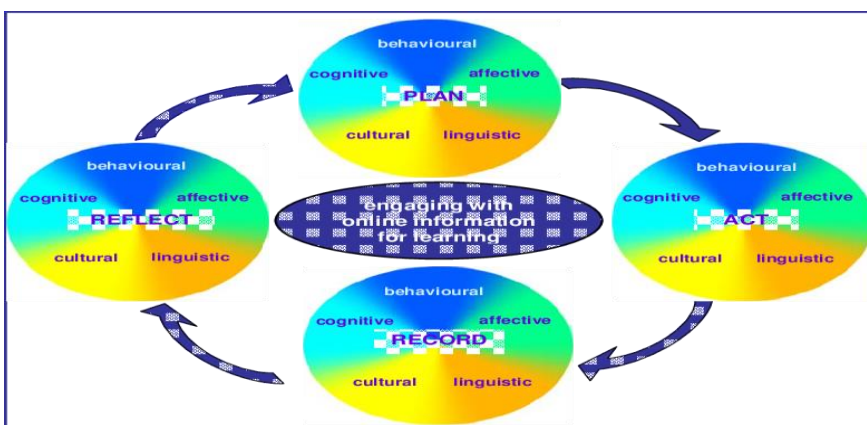 behavioural
cognitive affective
PLAN
cultural linguistic
behavioural
cognitive affective
REFLECT
cultural linguistic
engaging with
online information
for learning
behavioural
cognitive affective
ACT
cultural linguistic
behavioural
cognitive affective
RECORD
cultural linguistic